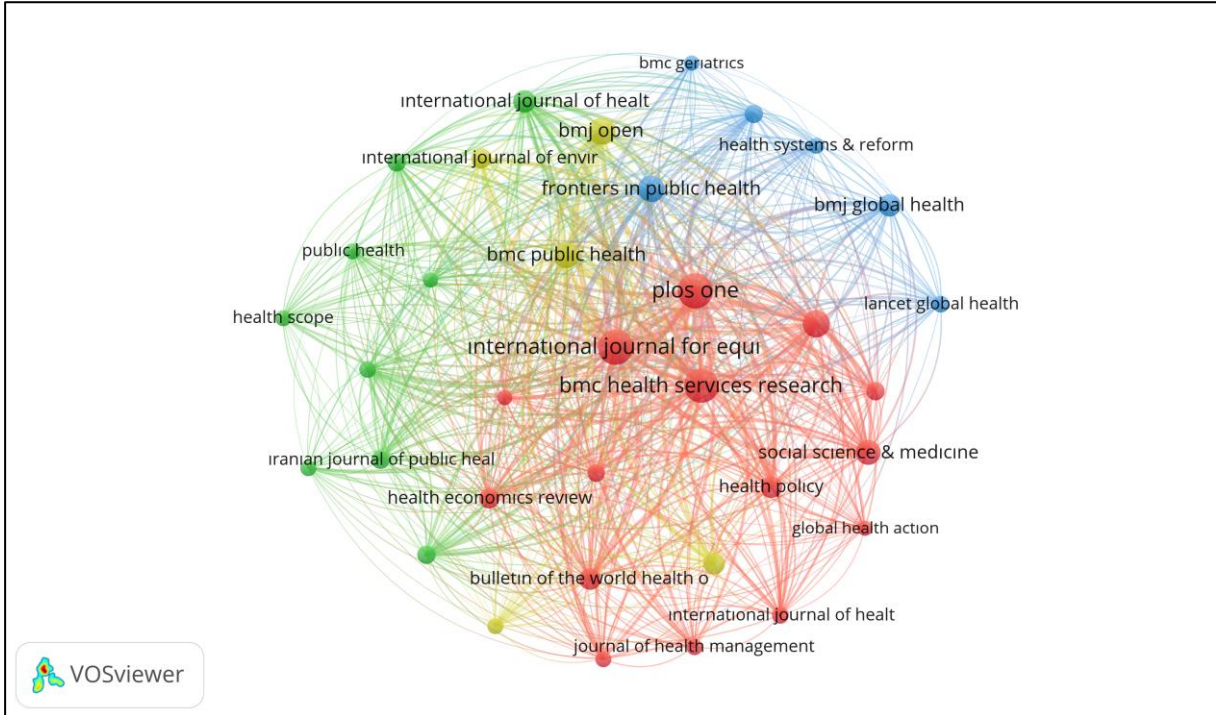 bmc geriatrics
international journal of healt
bmj open
health systems & reform
international journal of envir
frontiers in public health
bmj global health
public health
bmc public health
plos one
lancet global health
health scope
international journal for equi
bmc health services research
social science & medicine
iranian journal of public heal
health policy
health economics review
global health action
bulletin of the world health o
international journal of healt
journal of health management
VOSviewer